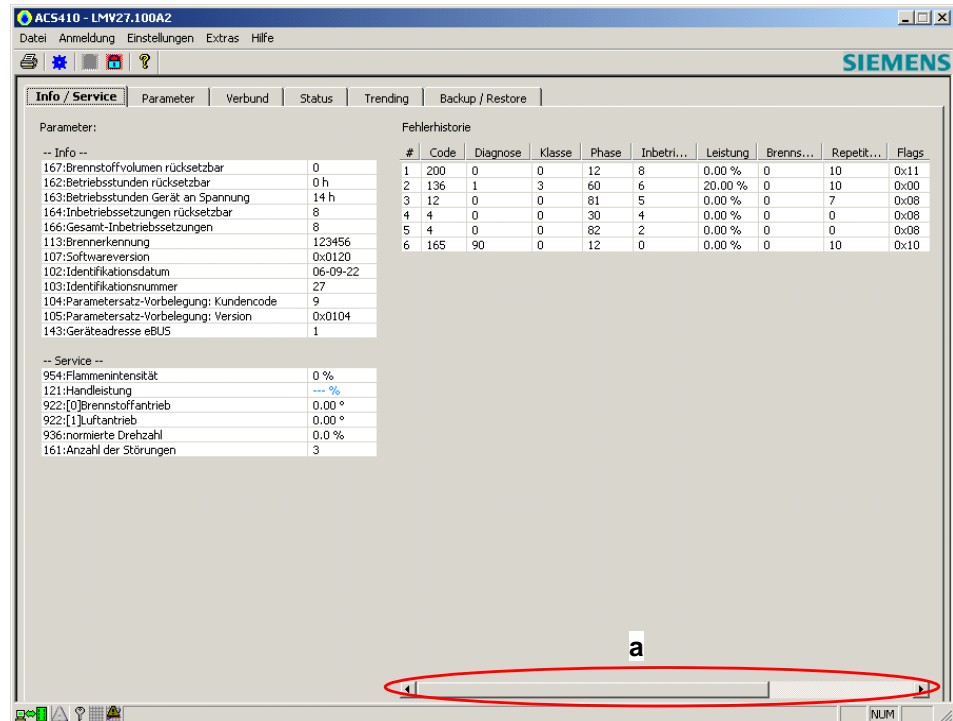 ACS410 - LMV27.100A2
Datei Anmeldung Einstellungen Extras Hilfe
SIEMENS
Info / Service Parameter Verbund Status Trending Backup / Restore
Parameter:
-- Info --
167:Brennstoffvolumen rücksetzbar 0
162:Betriebsstunden rücksetzbar 0 h
163:Betriebsstunden Gerät an Spannung 14 h
164:Inbetriebssetzungen rücksetzbar 8
166:Gesamt-Inbetriebssetzungen 8
113:Brennerkennung 123456
107:Softwareversion 0x0120
102:Identifikationsdatum 06-09-22
103:Identifikationsnummer 27
104:Parametersatz-Vorbelegung: Kundencode 9
105:Parametersatz-Vorbelegung: Version 0x0104
143:Geräteadresse eBUS 1
-- Service --
954:Flammenintensität 0 %
121:Handleistung --- %
922:[0]Brennstoffantrieb 0.00 °
922:[1]Luftantrieb 0.00 °
936:normierte Drehzahl 0.0 %
161:Anzahl der Störungen 3
Fehlerhistorie
# Code Diagnose Klasse Phase Inbetri... Leistung Brenns... Repetit... Flags
1 200 0 0 12 8 0.00 % 0 10 0x11
2 136 1 3 60 6 20.00 % 0 10 0x00
3 12 0 0 81 5 0.00 % 0 7 0x08
4 4 0 0 30 4 0.00 % 0 0 0x08
5 4 0 0 82 2 0.00 % 0 0 0x08
6 165 90 0 12 0 0.00 % 0 10 0x10
a
NUM